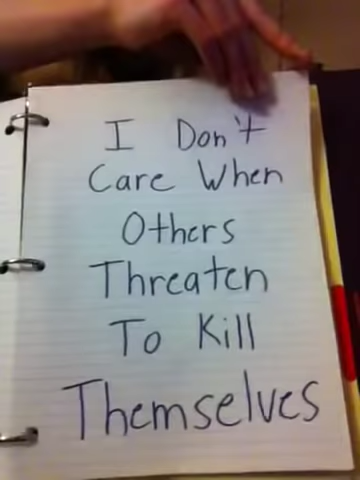 I Don't
Care When
Others
Threaten
To Kill
Themselves